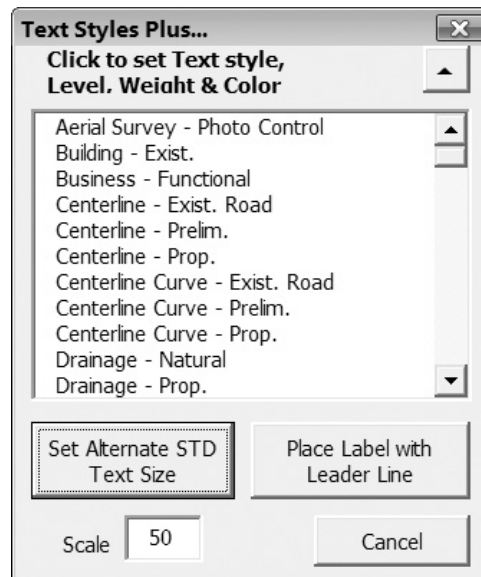 Text Styles Plus...
Click to set Text style,
Level, Weight & Color
Aerial Survey - Photo Control
Building - Exist.
Business - Functional
Centerline - Exist. Road
Centerline - Prelim.
Centerline - Prop.
Centerline Curve - Exist. Road
Centerline Curve - Prelim.
Centerline Curve - Prop.
Drainage - Natural
Drainage - Prop.
Set Alternate STD
Text Size
Place Label with
Leader Line
Scale 50
Cancel